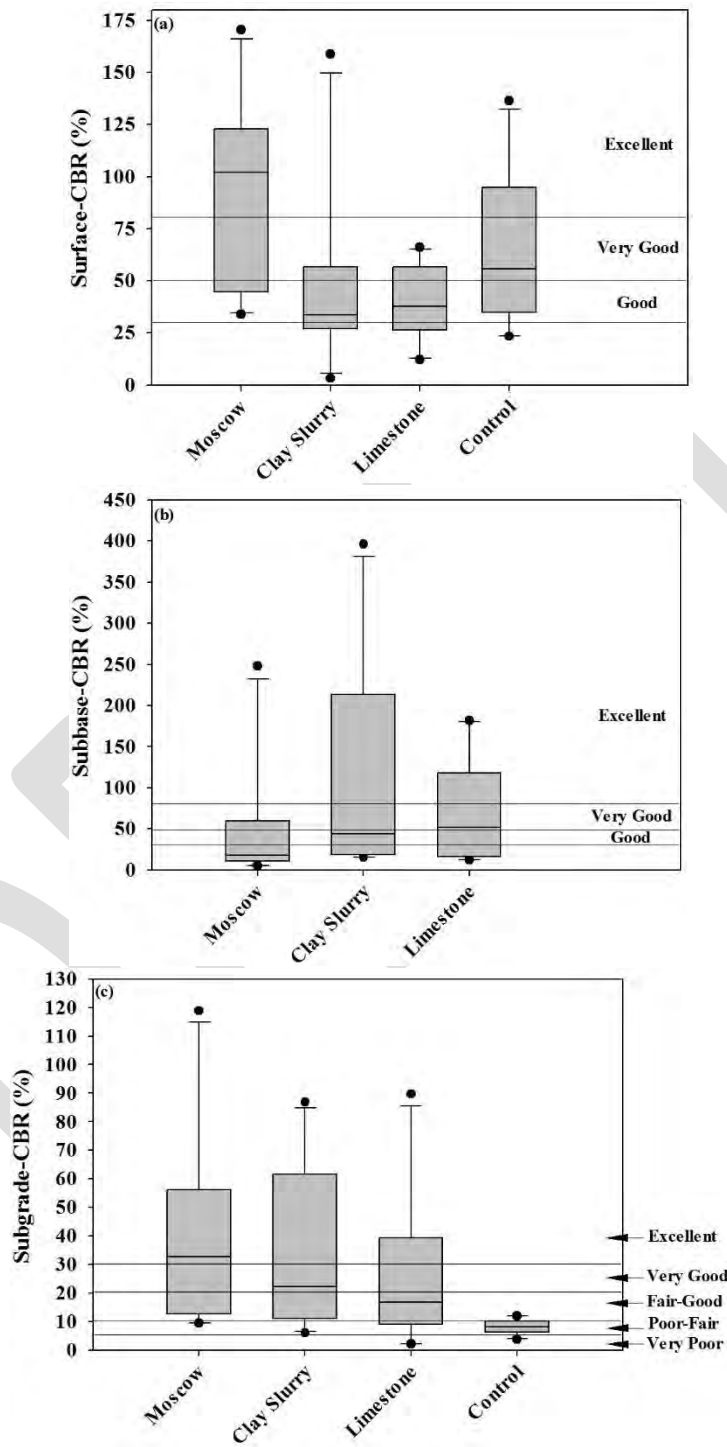 (a)
Surface-CBR (%)
175
150
125
100
75
50
25
0
Excellent
Very Good
Good
Moscow
Clay Slurry
Limestone
Control
(b)
Subbase-CBR (%)
450
400
350
300
250
200
150
100
50
0
Excellent
Very Good
Good
Moscow
Clay Slurry
Limestone
(c)
Subgrade-CBR (%)
130
120
110
100
90
80
70
60
50
40
30
20
10
0
Excellent
Very Good
Fair-Good
Poor-Fair
Very Poor
Moscow
Clay Slurry
Limestone
Control